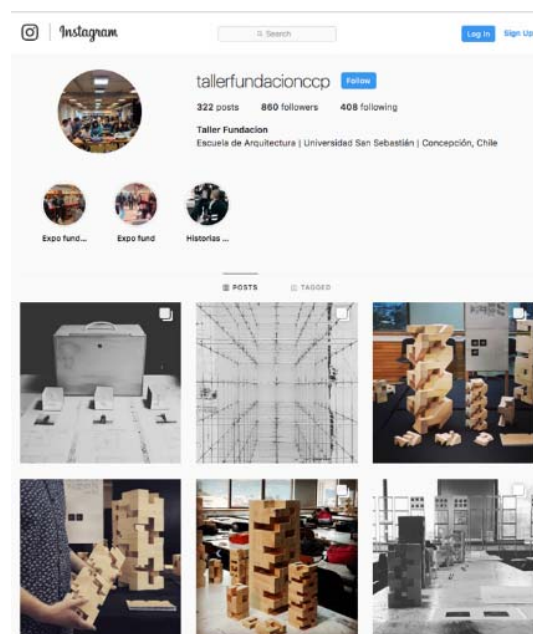 Instagram
Search
Log In
Sign Up
tallerfundacionccp
Follow
322 posts 860 followers 408 following
Taller Fundacion
Escuela de Arquitectura | Universidad San Sebastián | Concepción, Chile
Expo fund...
Expo fund
Historias ...
POSTS
TAGGED